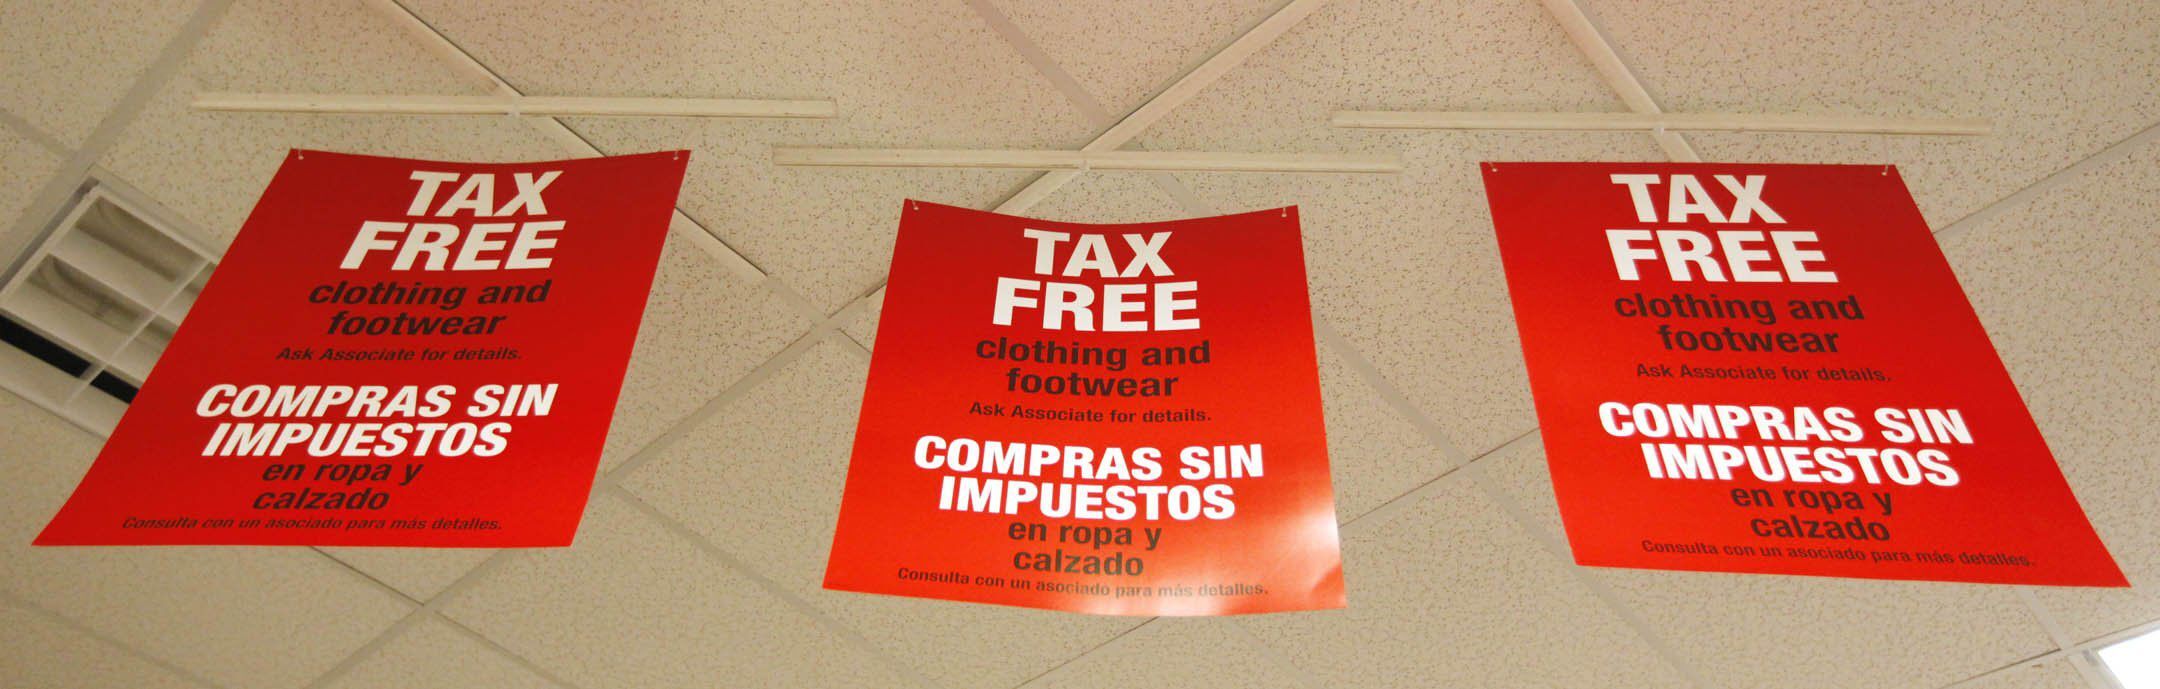 TAX
FREE
clothing and
footwear
Ask Associate for details.
COMPRAS SIN
IMPUESTOS
en ropa y
calzado
Consulta con un asociado para más detalles.
TAX
FREE
clothing and
footwear
Ask Associate for details.
COMPRAS SIN
IMPUESTOS
en ropa y
calzado
Consulta con un asociado para más detalles.
TAX
FREE
clothing and
footwear
Ask Associate for details.
COMPRAS SIN
IMPUESTOS
en ropa y
calzado
Consulta con un asociado para más detalles.